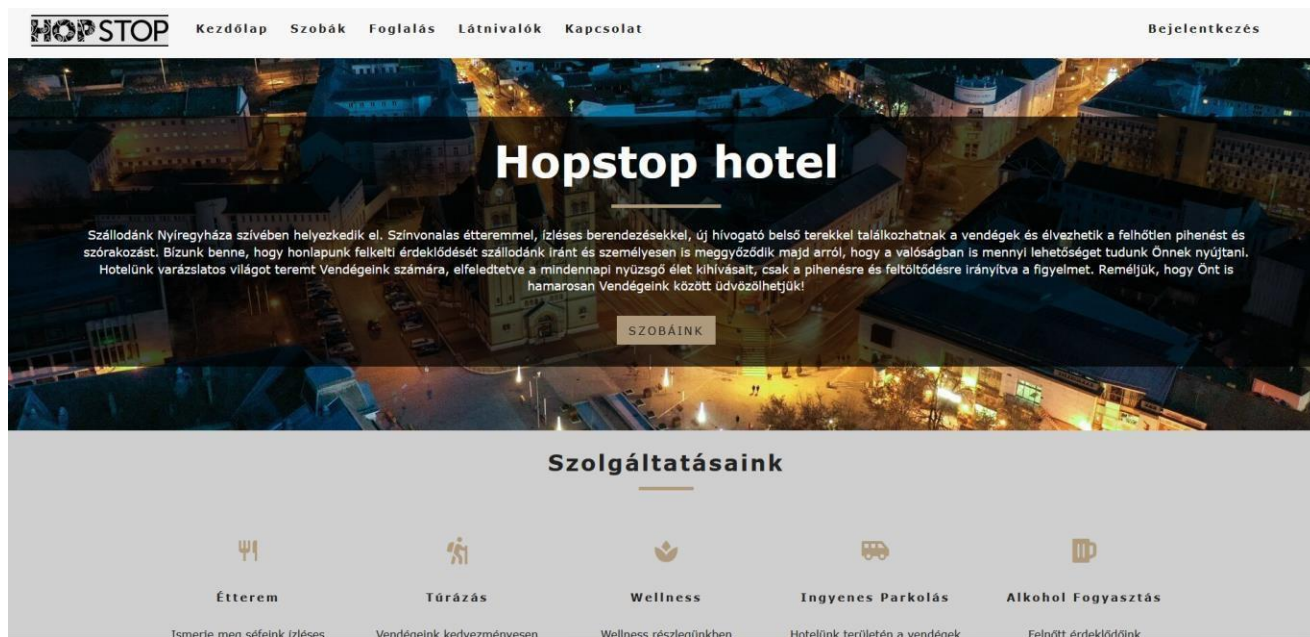 HOPSTOP
Kezdőlap Szobák Foglalás Látnivalók Kapcsolat Bejelentkezés
Hopstop hotel
Szállodánk Nyíregyháza szívében helyezkedik el. Színvonalas étteremmel, ízléses berendezésekkel, új hívogató belső terekkel találkozhatnak a vendégek és élvezhetik a felhőtlen pihenést és
szórakozást. Bízunk benne, hogy honlapunk felkelti érdeklődését szállodánk iránt és személyesen is meggyőződik majd arról, hogy a valóságban is mennyi lehetőséget tudunk Önnek nyújtani.
Hotelünk varázslatos világot teremt Vendégeink számára, elfeledtetve a mindennapi nyüzsgő élet kihívásait, csak a pihenésre és feltöltődésre irányítva a figyelmet. Reméljük, hogy Önt is
hamarosan Vendégeink között üdvözölhetjük!
SZOBÁINK
Szolgáltatásaink
Étterem Túrázás Wellness Ingyenes Parkolás Alkohol Fogyasztás
Ismerje meg séfeink ízléses Vendégeink kedvezményesen Wellness részlegünkben Hotelünk területén a vendégek Felnőtt érdeklődőink